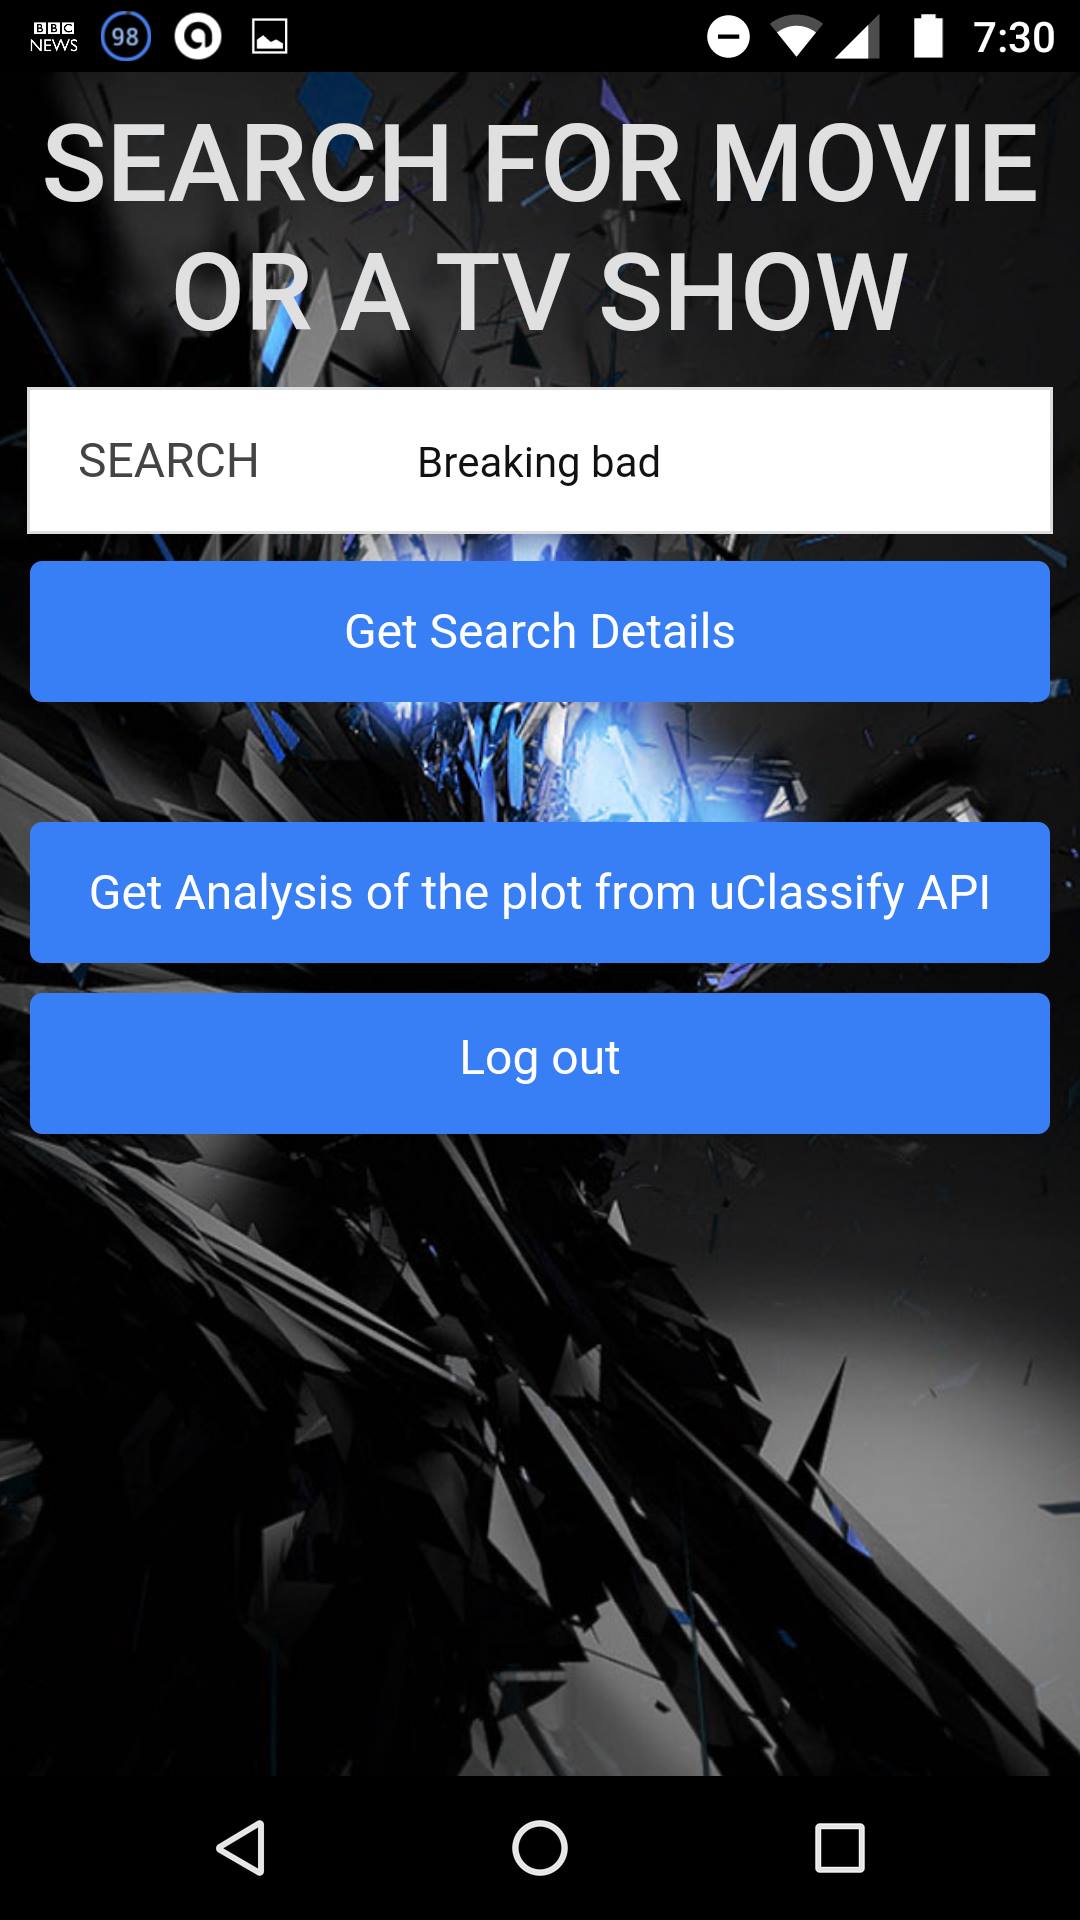 BBC
NEWS
98
7:30
SEARCH FOR MOVIE
OR A TV SHOW
SEARCH Breaking bad
Get Search Details
Get Analysis of the plot from uClassify API
Log out